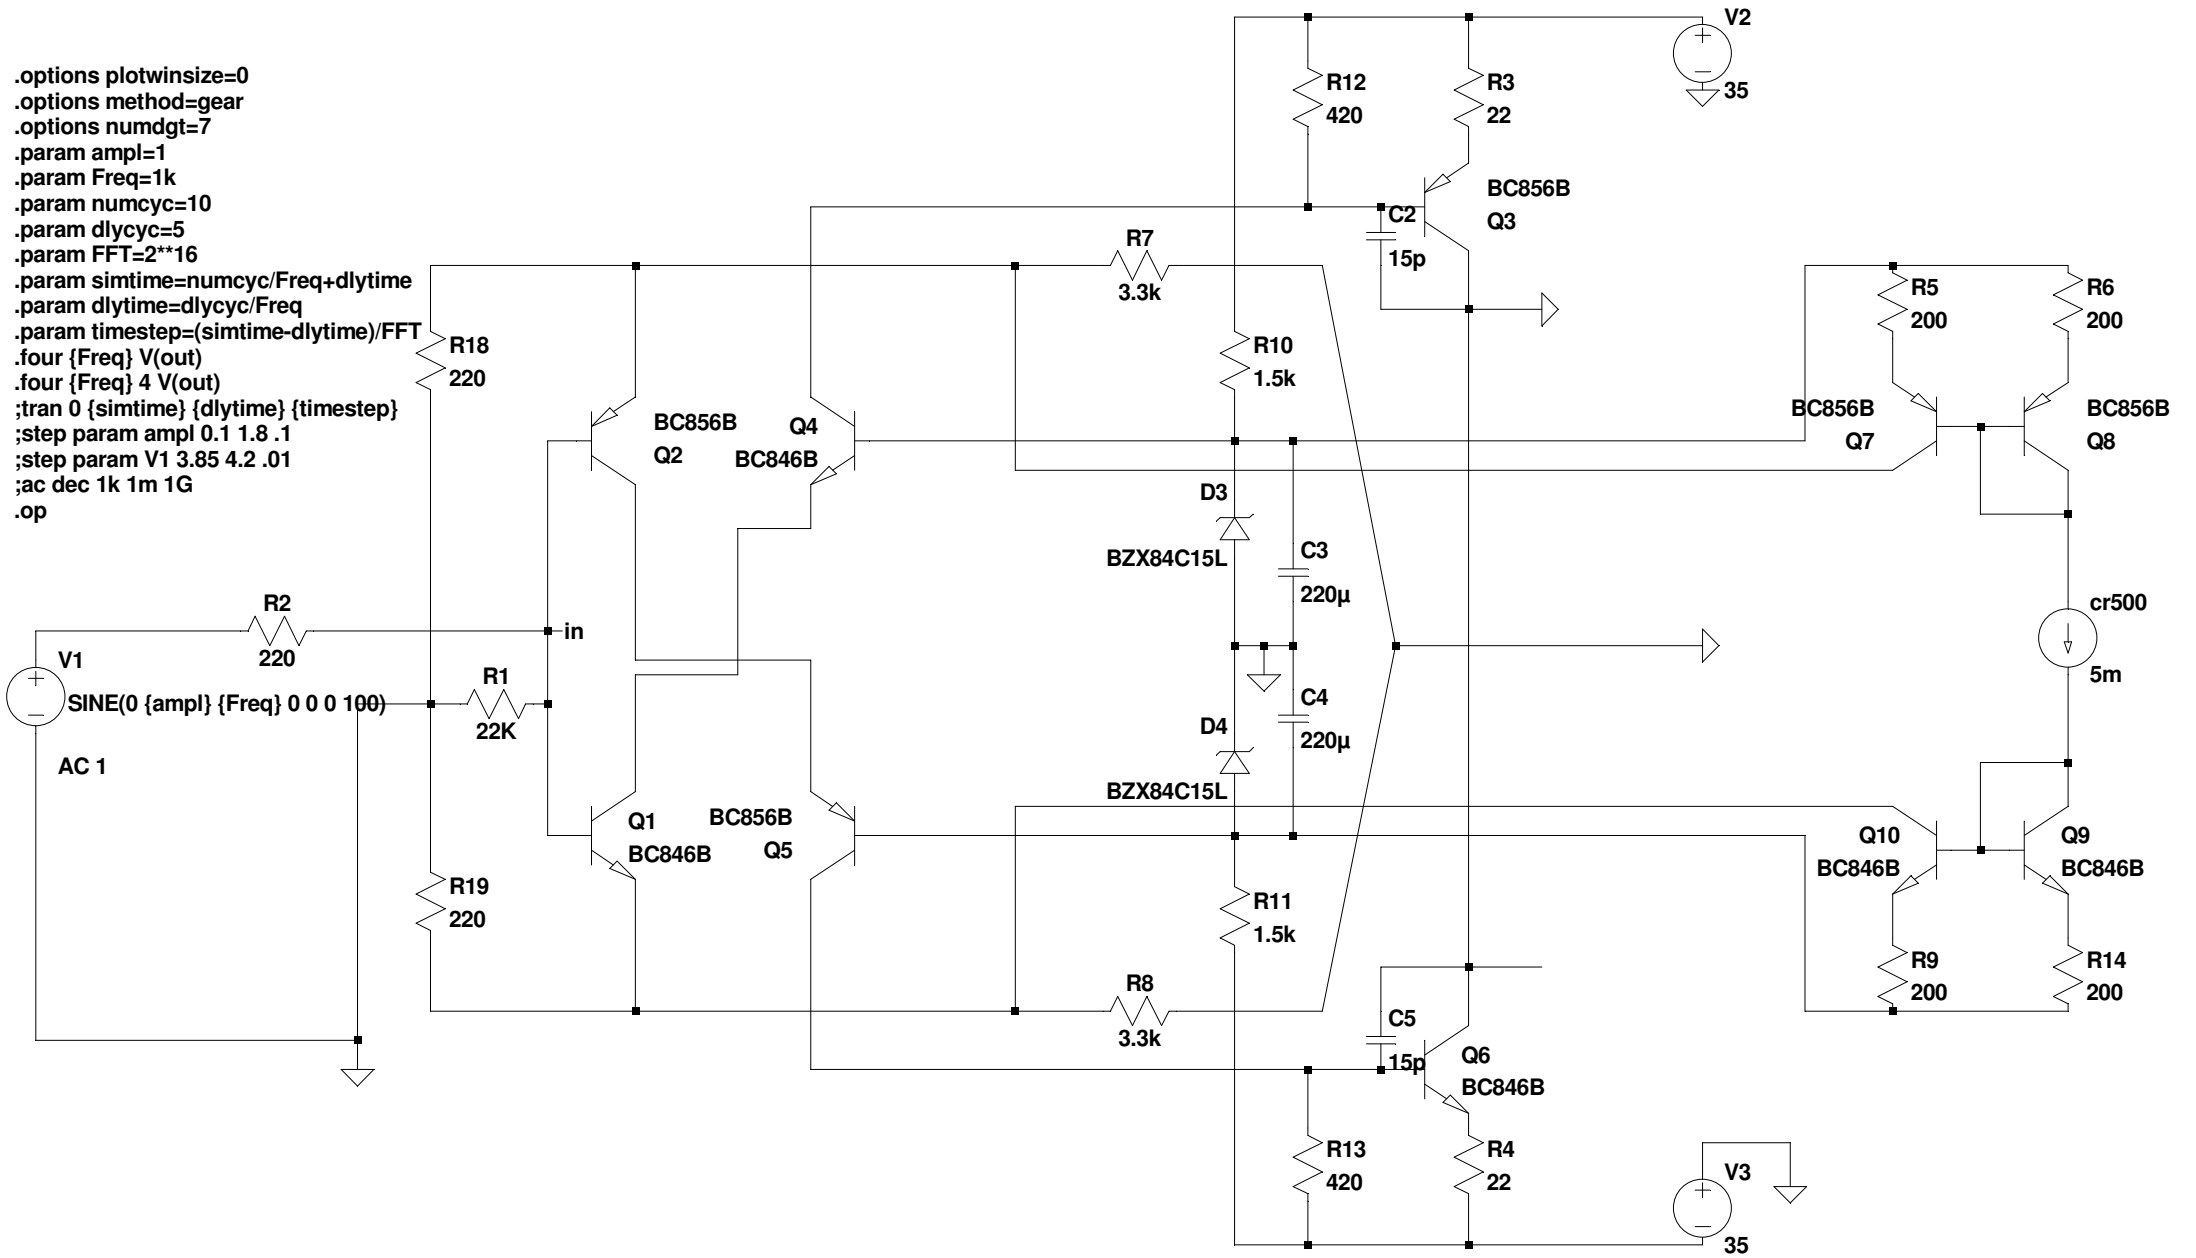 .options plotwinsize=0
.options method=gear
.options numdgt=7
.param ampl=1
.param Freq=1k
.param numcyc=10
.param dlycyc=5
.param FFT=2**16
.param simtime=numcyc/Freq+dlytime
.param dlytime=dlycyc/Freq
.param timestep=(simtime-dlytime)/FFT
.four {Freq} V(out)
.four {Freq} 4 V(out)
;tran 0 {simtime} {dlytime} {timestep}
;step param ampl 0.1 1.8 .1
;step param V1 3.85 4.2 .01
;ac dec 1k 1m 1G
.op
V2
35
R12
420
R3
22
BC856B
Q3
C2
15p
R7
3.3k
R18
220
R10
1.5k
R5
200
R6
200
BC856B
Q2
Q4
BC846B
BC856B
Q7
BC856B
Q8
D3
BZX84C15L
C3
220µ
R2
220
in
cr500
5m
V1
SINE(0 {ampl} {Freq} 0 0 0 100)
AC 1
R1
22K
C4
220µ
D4
BZX84C15L
Q1
BC846B
BC856B
Q5
Q10
BC846B
Q9
BC846B
R19
220
R11
1.5k
R9
200
R14
200
R8
3.3k
C5
15p
Q6
BC846B
R13
420
R4
22
V3
35